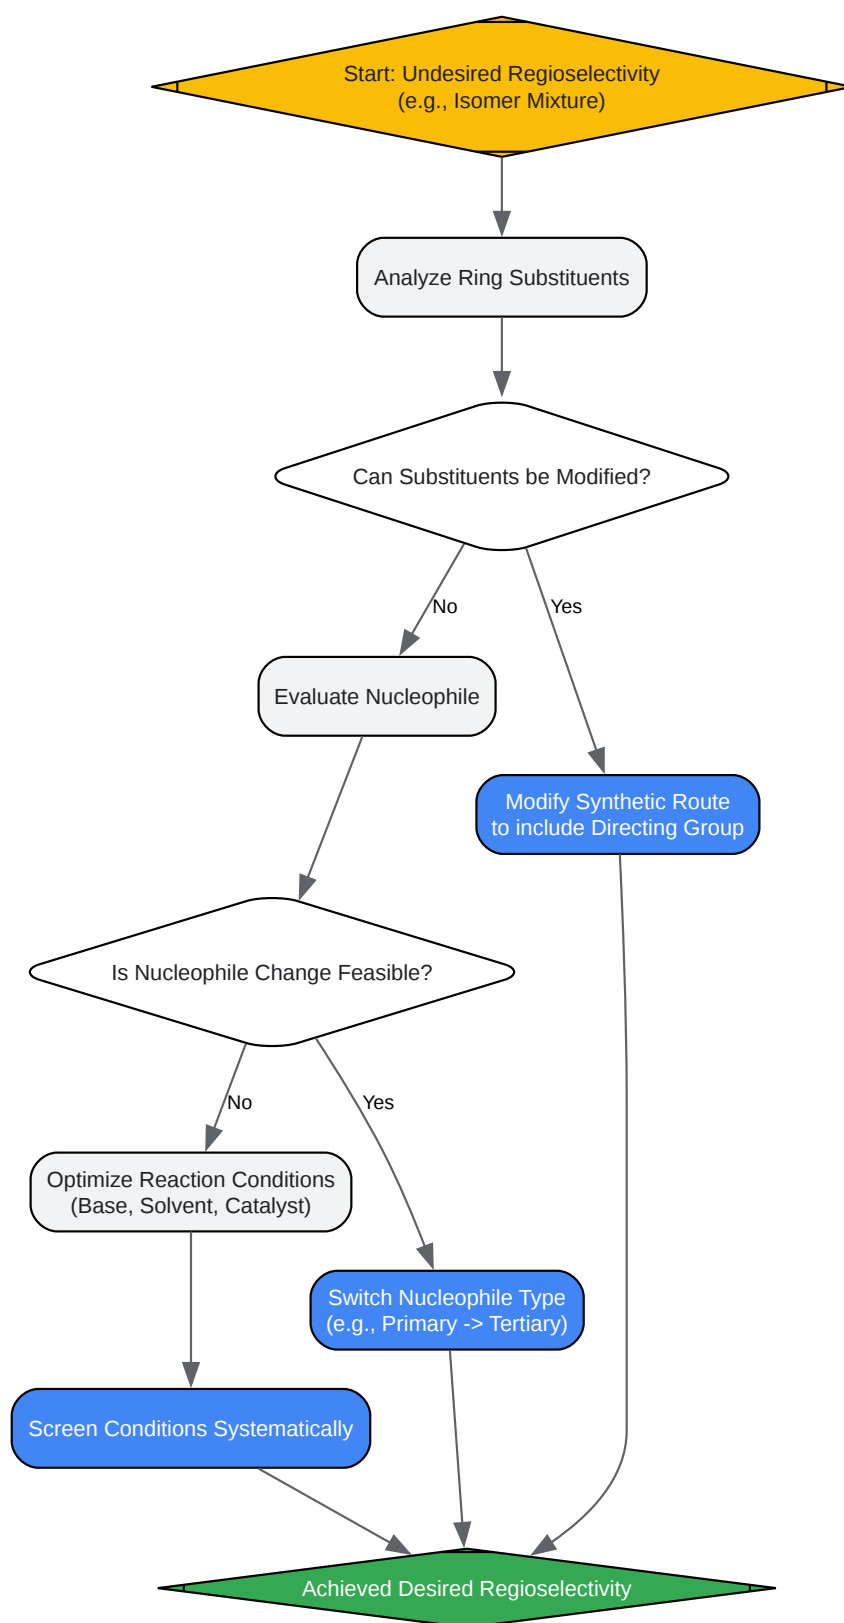 Start: Undesired Regioselectivity
(e.g., Isomer Mixture)
Analyze Ring Substituents
Can Substituents be Modified?
No
Yes
Evaluate Nucleophile
Modify Synthetic Route
to include Directing Group
Is Nucleophile Change Feasible?
No
Yes
Optimize Reaction Conditions
(Base, Solvent, Catalyst)
Switch Nucleophile Type
(e.g., Primary -> Tertiary)
Screen Conditions Systematically
Achieved Desired Regioselectivity